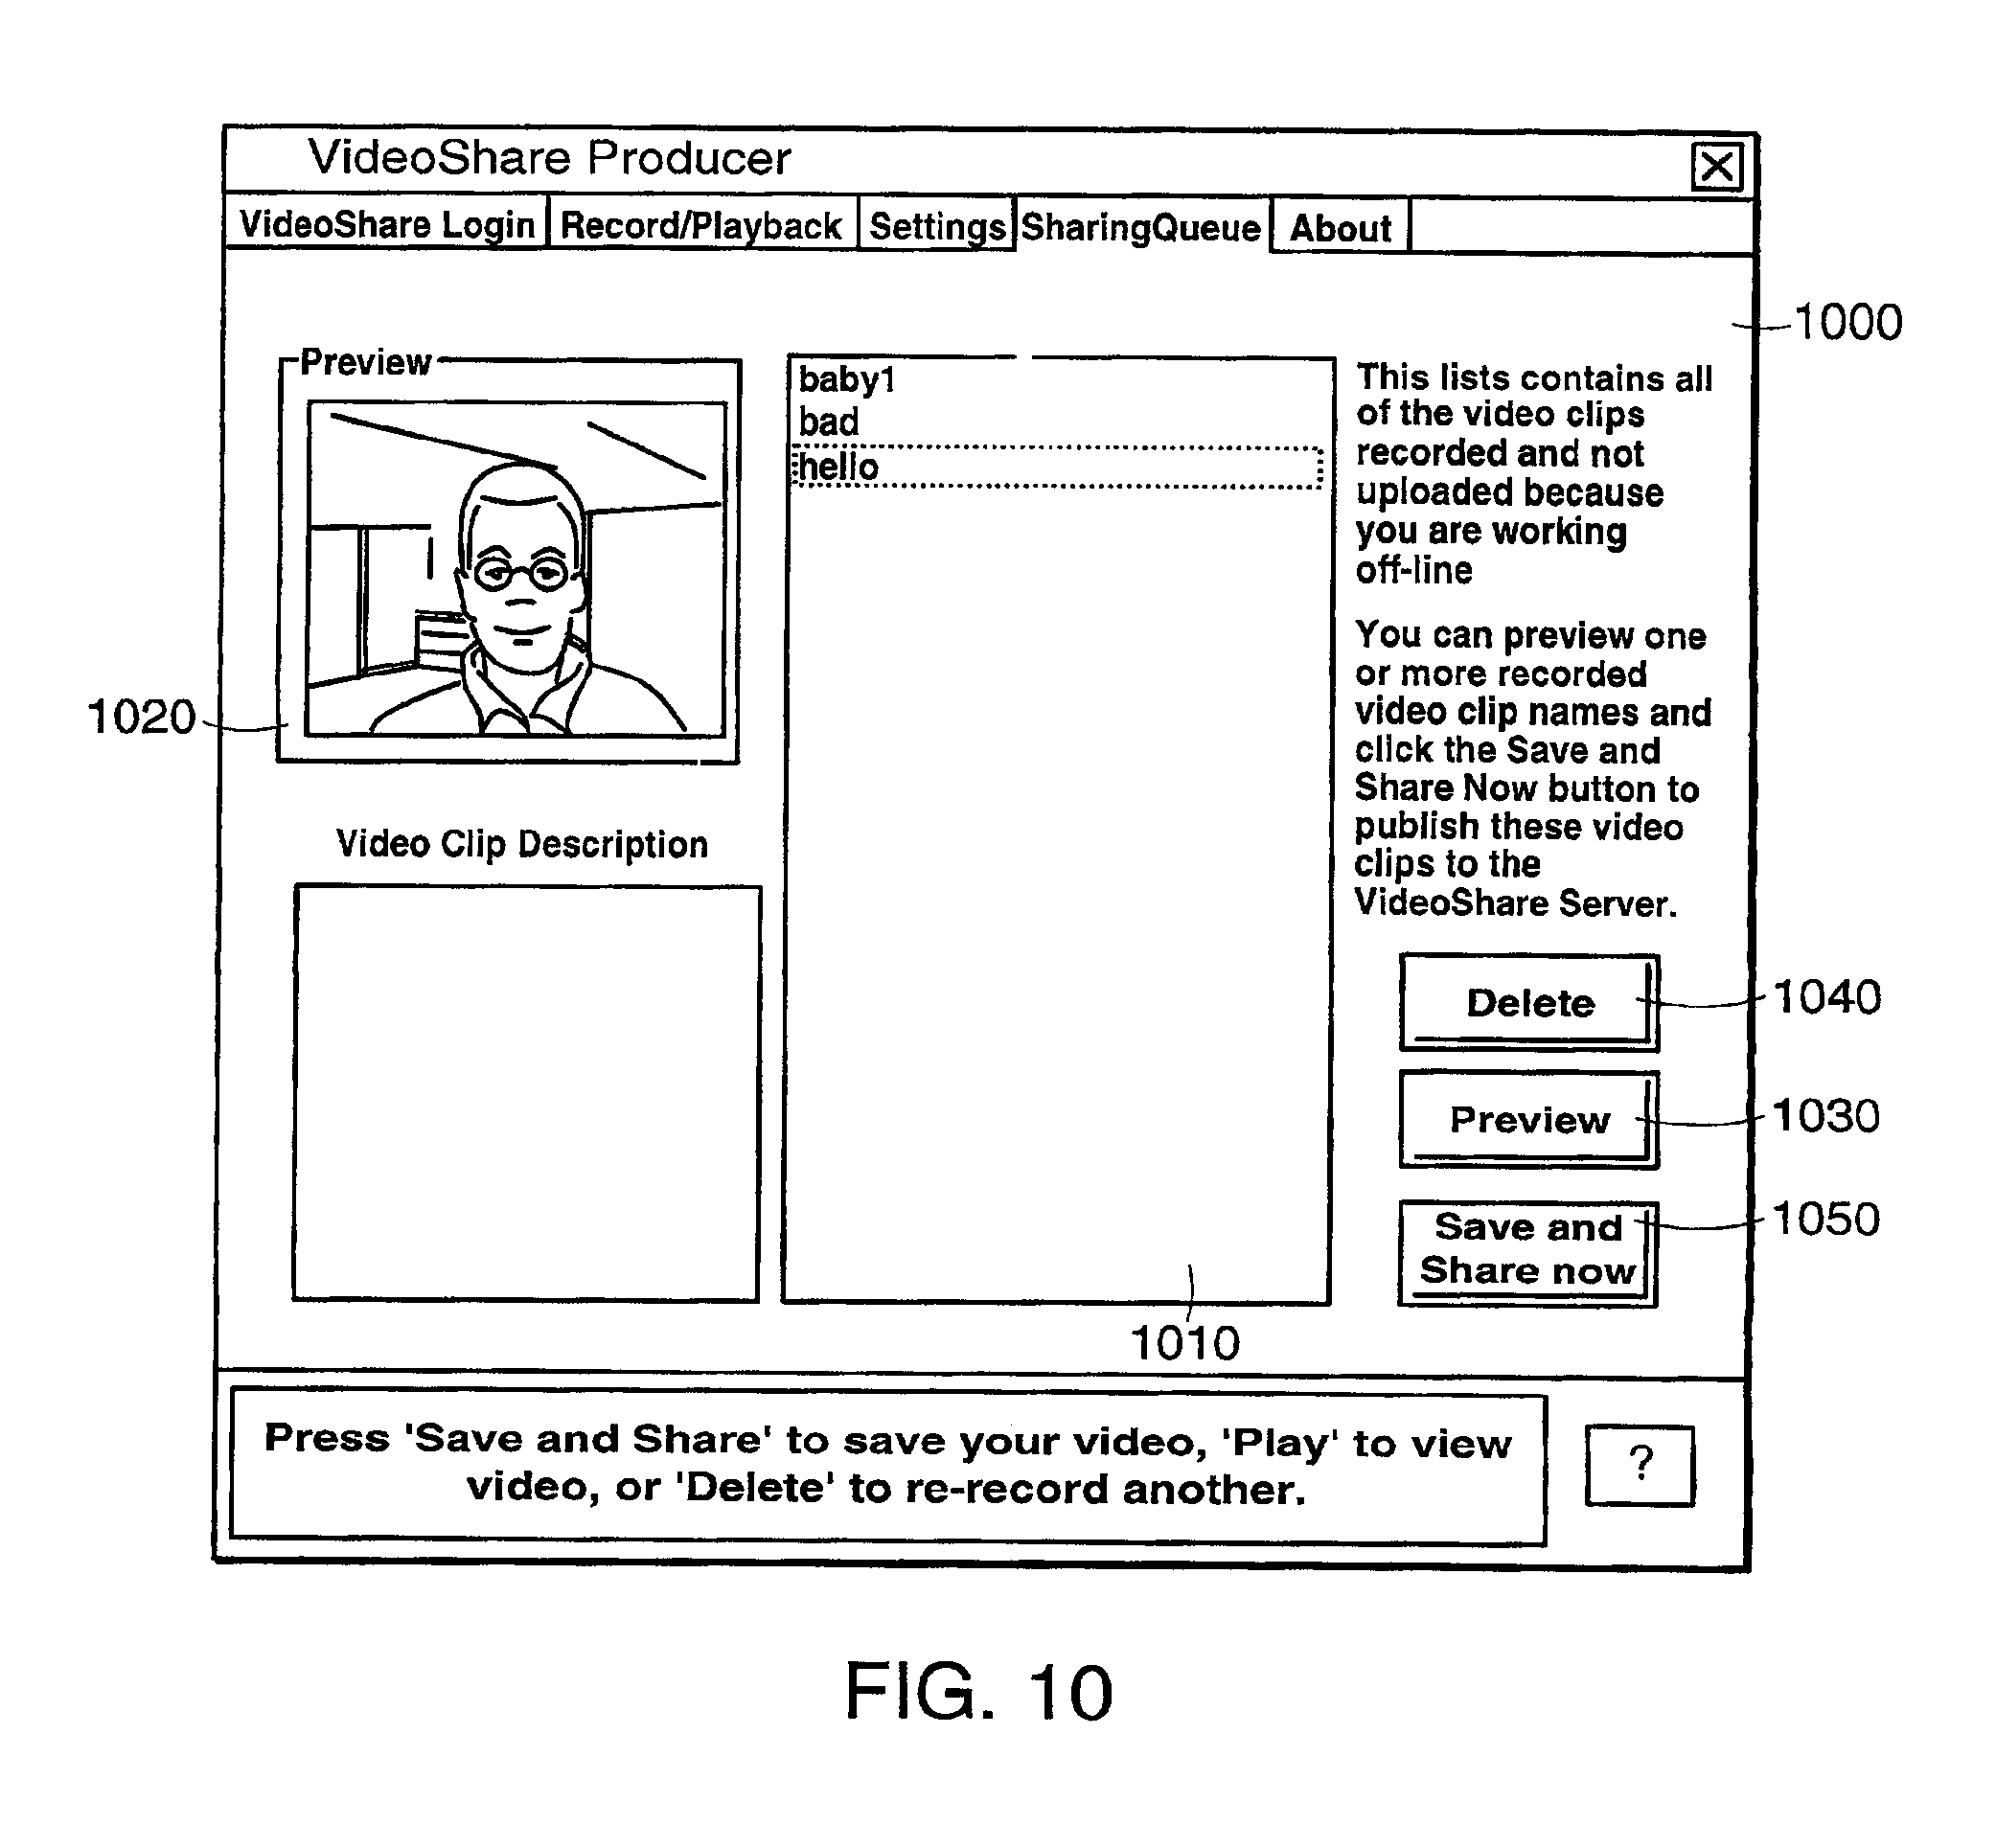 VideoShare Producer
VideoShare Login
Record/Playback
Settings
SharingQueue
About
1000
Preview
1020
Video Clip Description
baby1
bad
hello
1010
This lists contains all
of the video clips
recorded and not
uploaded because
you are working
off-line
You can preview one
or more recorded
video clip names and
click the Save and
Share Now button to
publish these video
clips to the
VideoShare Server.
Delete
1040
Preview
1030
Save and
Share now
1050
Press 'Save and Share' to save your video, 'Play' to view
video, or 'Delete' to re-record another.
?
FIG. 10